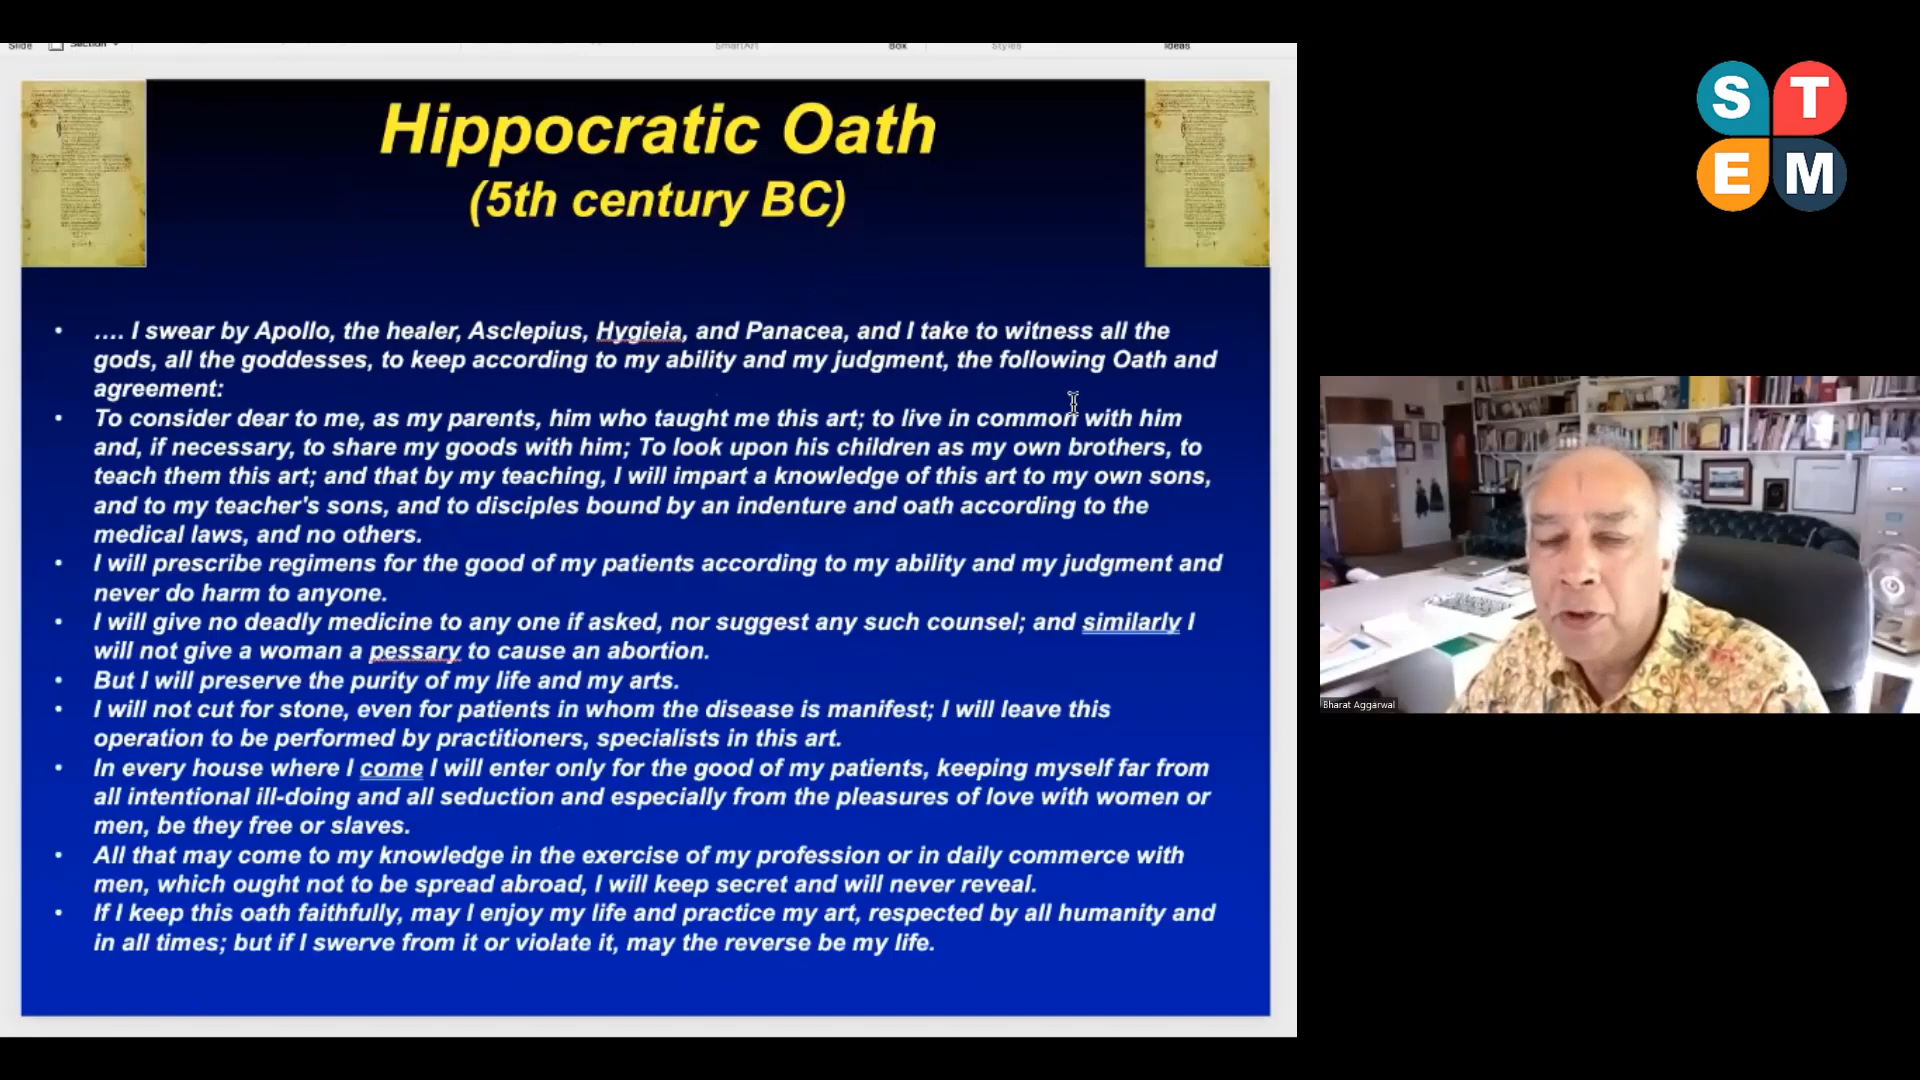 Slide
Section
SmartArt
Box
Styles
Ideas
Hippocratic Oath
(5th century BC)
• …. I swear by Apollo, the healer, Asclepius, Hygieia, and Panacea, and I take to witness all the
gods, all the goddesses, to keep according to my ability and my judgment, the following Oath and
agreement:
• To consider dear to me, as my parents, him who taught me this art; to live in common with him
and, if necessary, to share my goods with him; To look upon his children as my own brothers, to
teach them this art; and that by my teaching, I will impart a knowledge of this art to my own sons,
and to my teacher's sons, and to disciples bound by an indenture and oath according to the
medical laws, and no others.
• I will prescribe regimens for the good of my patients according to my ability and my judgment and
never do harm to anyone.
• I will give no deadly medicine to any one if asked, nor suggest any such counsel; and similarly I
will not give a woman a pessary to cause an abortion.
• But I will preserve the purity of my life and my arts.
• I will not cut for stone, even for patients in whom the disease is manifest; I will leave this
operation to be performed by practitioners, specialists in this art.
• In every house where I come I will enter only for the good of my patients, keeping myself far from
all intentional ill-doing and all seduction and especially from the pleasures of love with women or
men, be they free or slaves.
• All that may come to my knowledge in the exercise of my profession or in daily commerce with
men, which ought not to be spread abroad, I will keep secret and will never reveal.
• If I keep this oath faithfully, may I enjoy my life and practice my art, respected by all humanity and
in all times; but if I swerve from it or violate it, may the reverse be my life.
S T
E M
Bharat Aggarwal